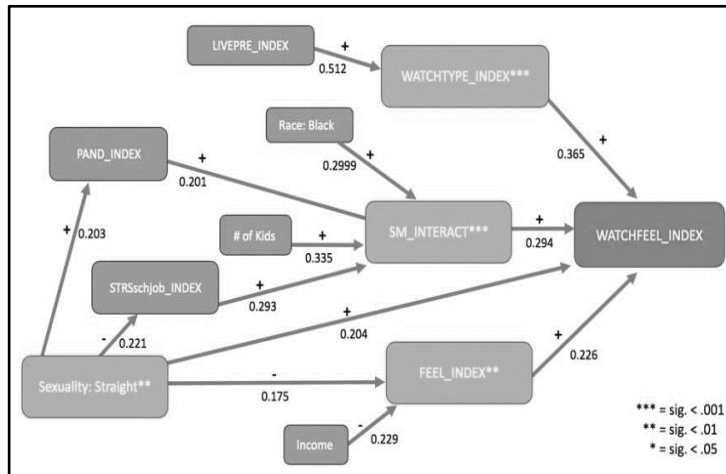 LIVEPRE_INDEX
+
0.512
WATCHTYPE_INDEX***
Race: Black
+
0.2999
+
0.365
PAND_INDEX
+
0.201
+
0.203
# of Kids
+
0.335
SM_INTERACT***
+
0.294
WATCHFEEL_INDEX
STRSschjob_INDEX
+
0.293
-
0.221
+
0.204
Sexuality: Straight**
-
0.175
FEEL_INDEX**
+
0.226
Income
-
0.229
*** = sig. < .001
** = sig. < .01
* = sig. < .05